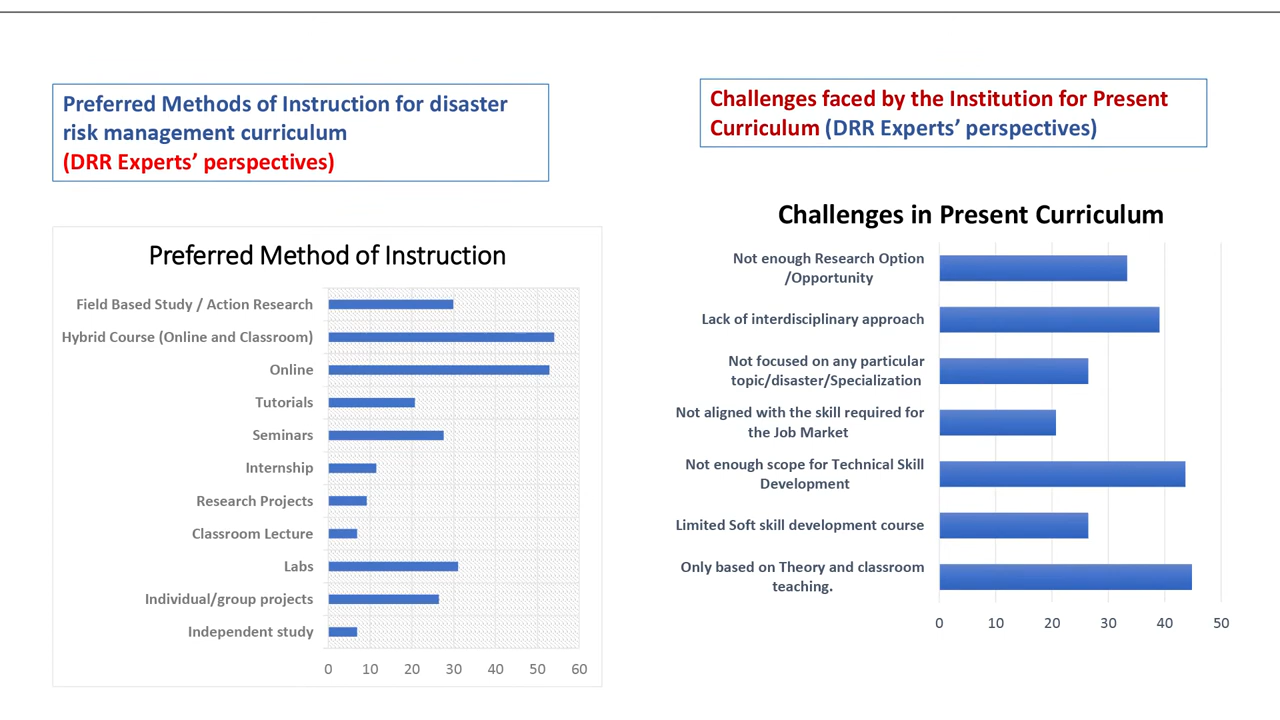 Preferred Methods of Instruction for disaster
risk management curriculum
(DRR Experts’ perspectives)
Preferred Method of Instruction
Field Based Study / Action Research
Hybrid Course (Online and Classroom)
Online
Tutorials
Seminars
Internship
Research Projects
Classroom Lecture
Labs
Individual/group projects
Independent study
0 10 20 30 40 50 60
Challenges faced by the Institution for Present
Curriculum (DRR Experts’ perspectives)
Challenges in Present Curriculum
Not enough Research Option
/Opportunity
Lack of interdisciplinary approach
Not focused on any particular
topic/disaster/Specialization
Not aligned with the skill required for
the Job Market
Not enough scope for Technical Skill
Development
Limited Soft skill development course
Only based on Theory and classroom
teaching.
0 10 20 30 40 50